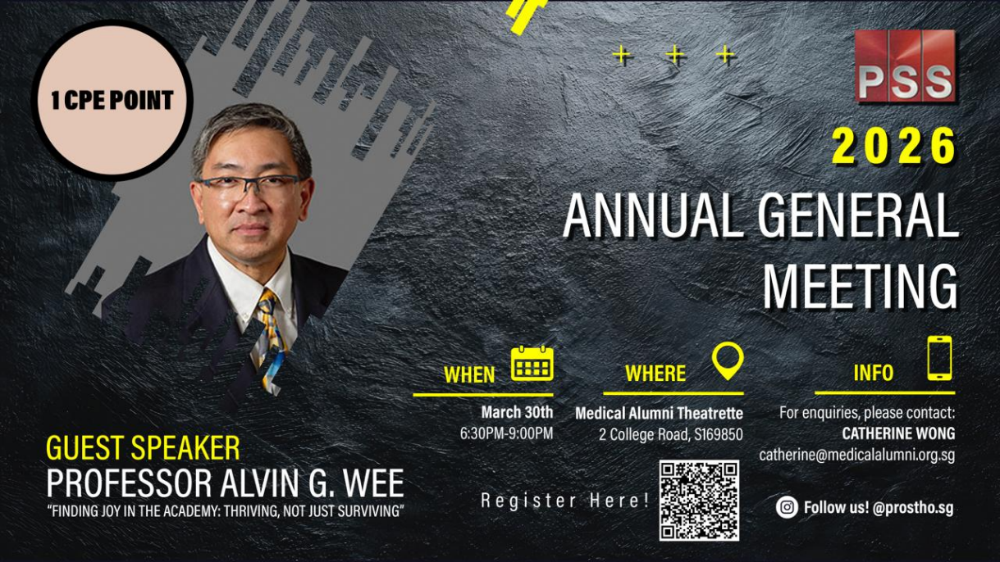 1 CPE POINT
PSS
2026
ANNUAL GENERAL
MEETING
WHEN
March 30th
6:30PM-9:00PM
WHERE
Medical Alumni Theatrette
2 College Road, S169850
INFO
For enquiries, please contact:
CATHERINE WONG
catherine@medicalalumni.org.sg
GUEST SPEAKER
PROFESSOR ALVIN G. WEE
“FINDING JOY IN THE ACADEMY: THRIVING, NOT JUST SURVIVING”
Register Here!
Follow us! @prostho.sg